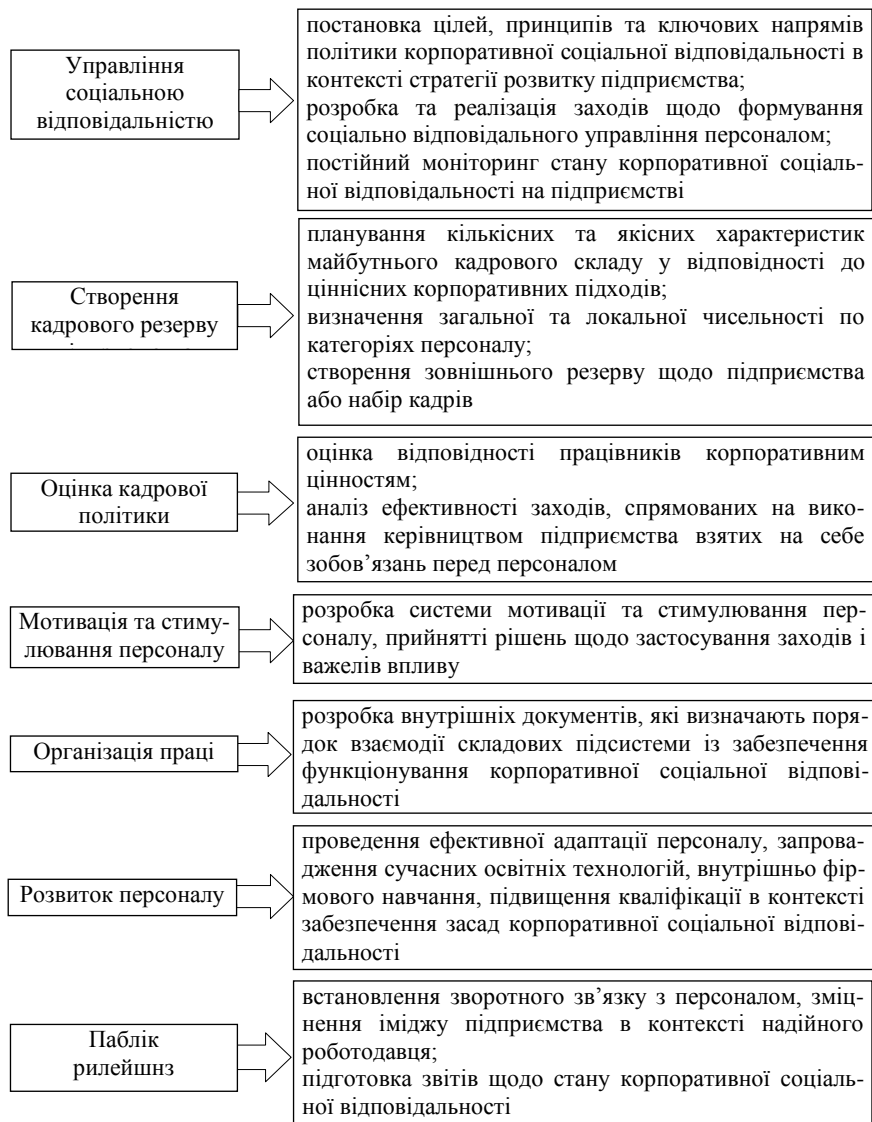 Управління
соціальною
відповідальністю
постановка цілей, принципів та ключових напрямів
політики корпоративної соціальної відповідальності в
контексті стратегії розвитку підприємства;
розробка та реалізація заходів щодо формування
соціально відповідального управління персоналом;
постійний моніторинг стану корпоративної соціаль-
ної відповідальності на підприємстві
Створення
кадрового резерву
планування кількісних та якісних характеристик
майбутнього кадрового складу у відповідності до
ціннісних корпоративних підходів;
визначення загальної та локальної чисельності по
категоріях персоналу;
створення зовнішнього резерву щодо підприємства
або набір кадрів
Оцінка кадрової
політики
оцінка відповідності працівників корпоративним
цінностям;
аналіз ефективності заходів, спрямованих на вико-
нання керівництвом підприємства взятих на себе
зобов’язань перед персоналом
Мотивація та стиму-
лювання персоналу
розробка системи мотивації та стимулювання пер-
соналу, прийнятті рішень щодо застосування заходів і
важелів впливу
Організація праці
розробка внутрішніх документів, які визначають поря-
док взаємодії складових підсистеми із забезпечення
функціонування корпоративної соціальної відпові-
дальності
Розвиток персоналу
проведення ефективної адаптації персоналу, запрова-
дження сучасних освітніх технологій, внутрішньо фір-
мового навчання, підвищення кваліфікації в контексті
забезпечення засад корпоративної соціальної відпові-
дальності
Паблік
рилейшнз
встановлення зворотного зв’язку з персоналом, зміц-
нення іміджу підприємства в контексті надійного
роботодавця;
підготовка звітів щодо стану корпоративної соціаль-
ної відповідальності